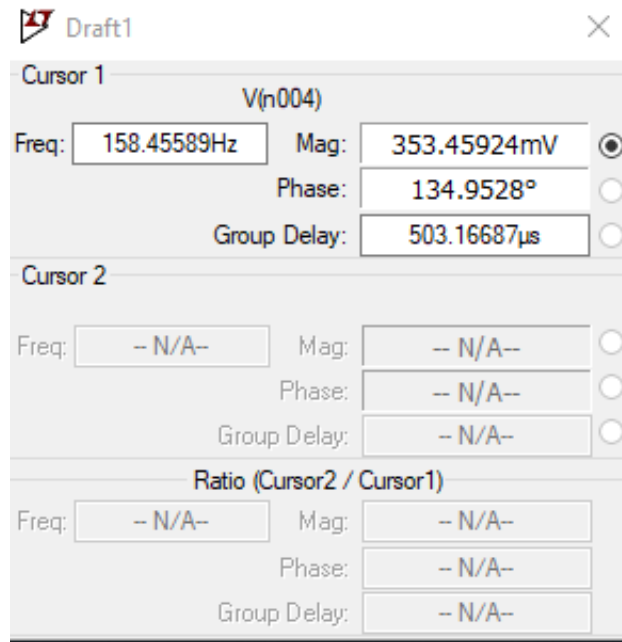 Draft1
Cursor 1
V(n004)
Freq: 158.45589Hz Mag: 353.45924mV
Phase: 134.9528°
Group Delay: 503.16687µs
Cursor 2
Freq: -- N/A-- Mag: -- N/A--
Phase: -- N/A--
Group Delay: -- N/A--
Ratio (Cursor2 / Cursor1)
Freq: -- N/A-- Mag: -- N/A--
Phase: -- N/A--
Group Delay: -- N/A--